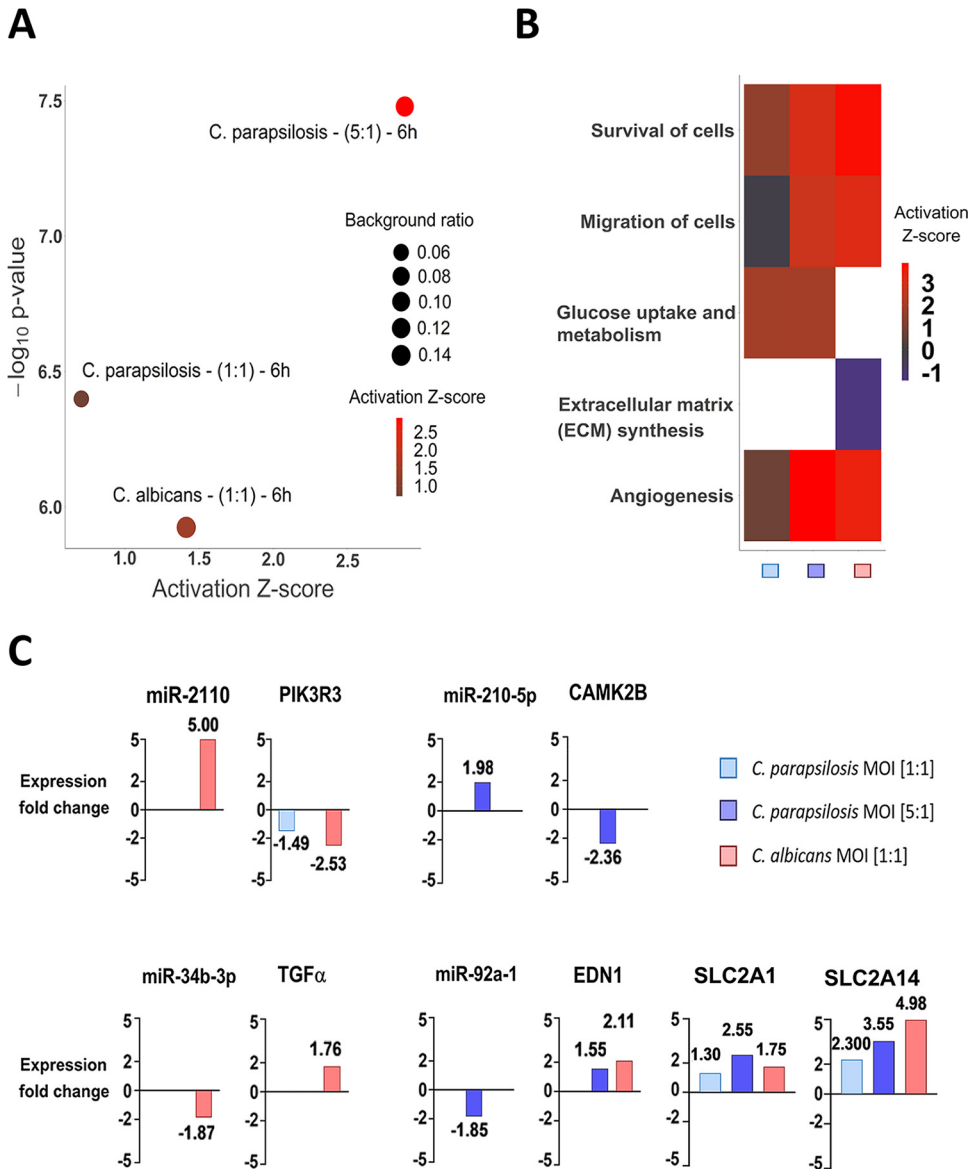 A
7.5
7.0
6.5
6.0
−log10 p-value
C. parapsilosis - (5:1) - 6h
C. parapsilosis - (1:1) - 6h
C. albicans - (1:1) - 6h
Background ratio
0.06
0.08
0.10
0.12
0.14
Activation Z-score
2.5
2.0
1.5
1.0
1.0 1.5 2.0 2.5
Activation Z-score
B
Survival of cells
Migration of cells
Glucose uptake and
metabolism
Extracellular matrix
(ECM) synthesis
Angiogenesis
Activation
Z-score
3
2
1
0
-1
C
Expression
fold change
miR-2110
5
2
0
-2
-5
5.00
PIK3R3
5
2
0
-2
-5
-1.49
-2.53
miR-210-5p
5
2
0
-2
-5
1.98
CAMK2B
5
2
0
-2
-5
-2.36
C. parapsilosis MOI [1:1]
C. parapsilosis MOI [5:1]
C. albicans MOI [1:1]
Expression
fold change
miR-34b-3p
5
2
0
-2
-5
-1.87
TGFα
5
2
0
-2
-5
1.76
miR-92a-1
5
2
0
-2
-5
-1.85
EDN1
5
2
0
-2
-5
1.55
2.11
SLC2A1
5
2
0
-2
-5
1.30
2.55
1.75
SLC2A14
5
2
0
-2
-5
2.300
3.55
4.98